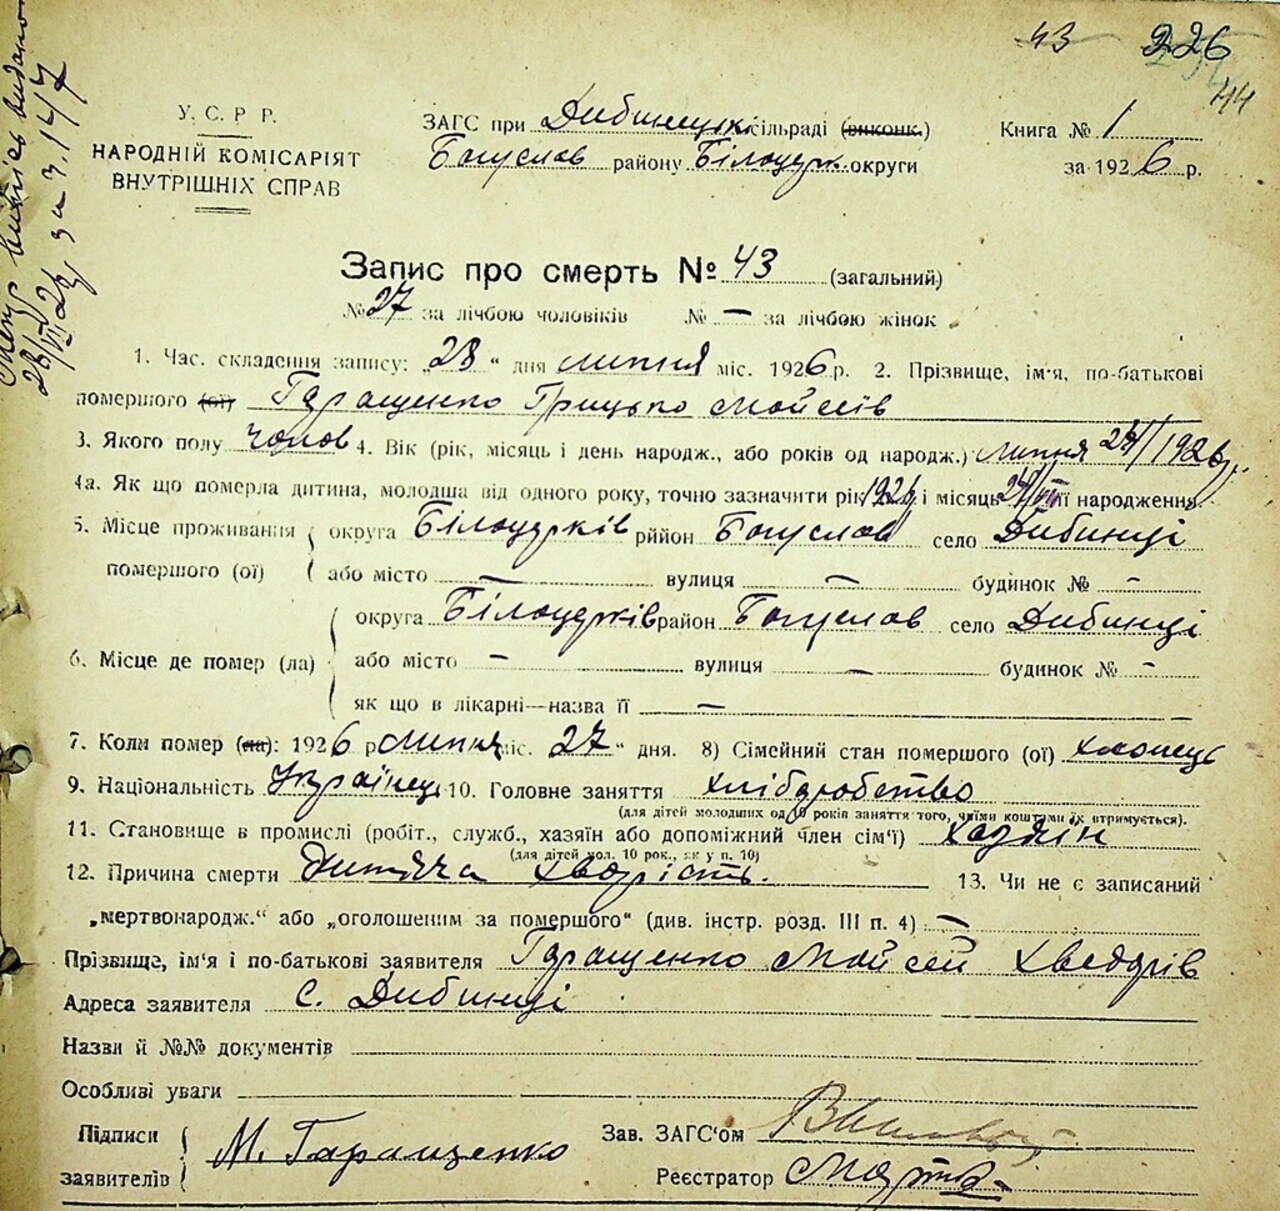 43 226
44
У. С. Р Р.
НАРОДНІЙ КОМІСАРІЯТ
ВНУТРІШНІХ СПРАВ
ЗАГС при Дибинецькі сільраді (виконк.)
Богуслав району Білоцерк. округи
Книга № 1
за 1926 р.
Запис про смерть № 43 (загальний)
№ 27 за лічбою чоловіків № — за лічбою жінок
1. Час. складення запису: „28" дня липня міс. 1926 р. 2. Прізвище, ім'я, по-батькові
помершого (ої) Гаращенко Грицько Мойсеїв
3. Якого полу чолов 4. Вік (рік, місяць і день народж., або років од народж.) липня 1926 р.
4а. Як що померла дитина, молодша від одного року, точно зазначити рік 1926 і місяць її народження.
5. Місце проживання округа Білоцерків рййон Богуслав село Дибинці
помершого (ої) або місто — вулиця — будинок № —
округа Білоцерків район Богуслав село Дибинці
6. Місце де помер (ла) або місто — вулиця — будинок № —
як що в лікарні—назва її —
7. Коли помер (ла): 1926 р липня міс. 27" дня. 8) Сімейний стан помершого (ої) хлопець
9. Національність Українець 10. Головне заняття хліборобство
(для дітей молодших од 10 років заняття того, чиїми коштами їх втримується).
11. Становище в промислі (робіт., служб., хазяїн або допоміжний член сім'ї) хазяїн
(для дітей мол. 10 рок., як у п. 10)
12. Причина смерти Дитяча хворість. 13. Чи не є записаний
„мертвонародж." або „оголошеним за помершого" (див. інстр. розд. III п. 4) —
Прізвище, ім'я і по-батькові заявителя Гаращенко Мойсей Хведорів
Адреса заявителя с. Дибинці
Назви й №№ документів
Особливі уваги
Підписи
заявителів М. Гаращенко
Зав. ЗАГС'ом
Реєстратор